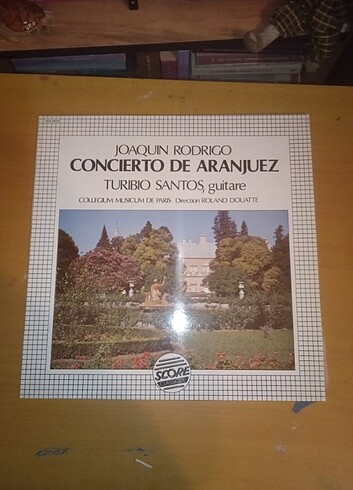 JOAQUIN RODRIGO
CONCIERTO DE ARANJUEZ
TURIBIO SANTOS, guitare
COLLEGIUM MUSICUM DE PARIS Direction ROLAND DOUATTE
SCORE